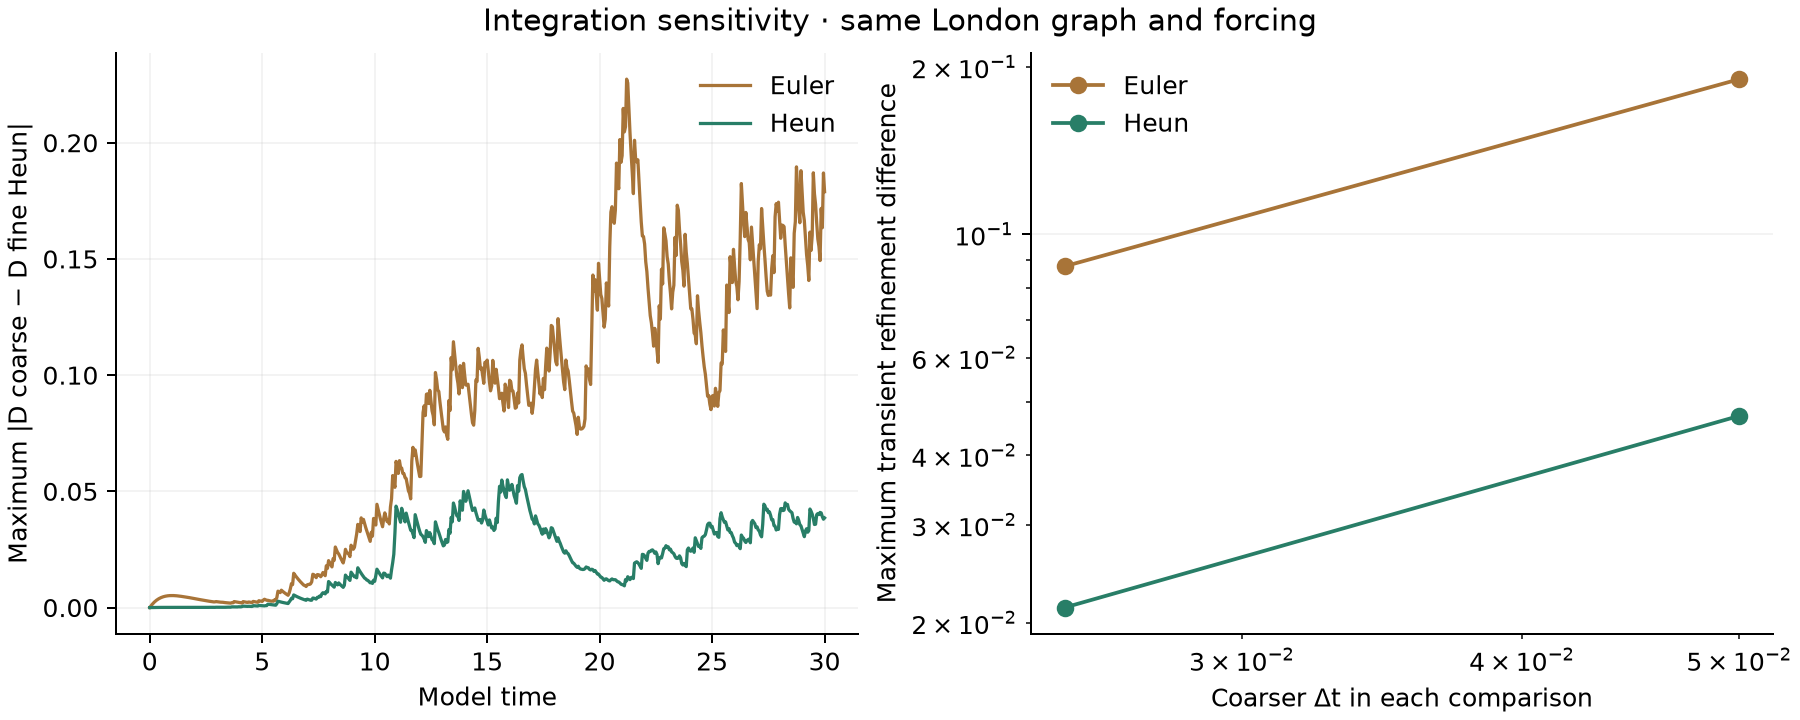 Integration sensitivity · same London graph and forcing
Maximum |D coarse − D fine Heun|
0.20
0.15
0.10
0.05
0.00
0 5 10 15 20 25 30
Model time
Euler
Heun
Maximum transient refinement difference
2 × 10⁻¹
10⁻¹
6 × 10⁻²
4 × 10⁻²
3 × 10⁻²
2 × 10⁻²
3 × 10⁻² 4 × 10⁻² 5 × 10⁻²
Coarser Δt in each comparison
Euler
Heun